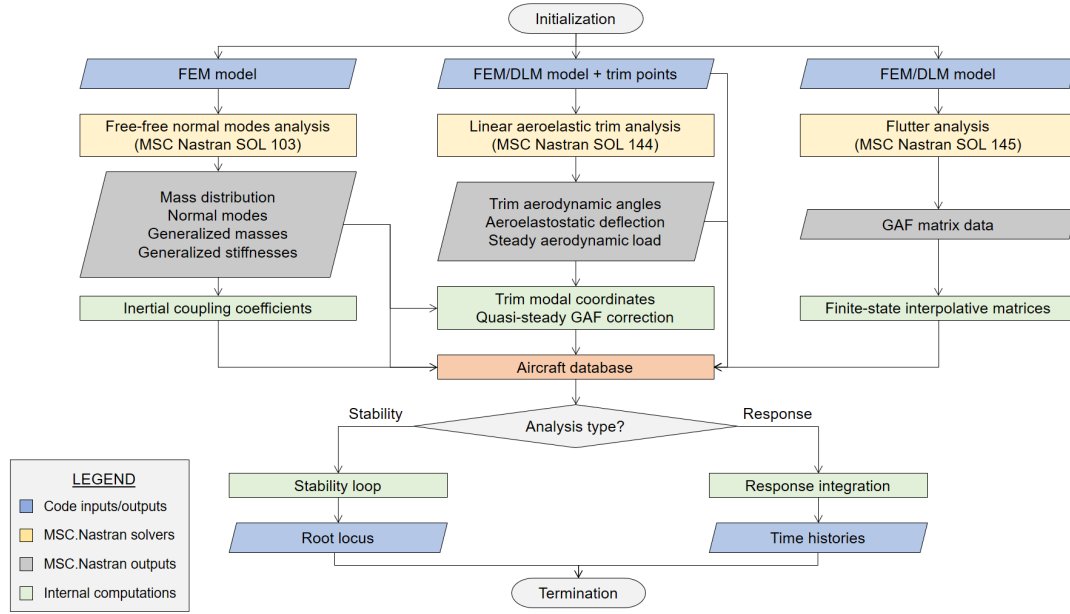 Initialization
FEM model
FEM/DLM model + trim points
FEM/DLM model
Free-free normal modes analysis
(MSC Nastran SOL 103)
Linear aeroelastic trim analysis
(MSC Nastran SOL 144)
Flutter analysis
(MSC Nastran SOL 145)
Mass distribution
Normal modes
Generalized masses
Generalized stiffnesses
Trim aerodynamic angles
Aeroelastostatic deflection
Steady aerodynamic load
GAF matrix data
Inertial coupling coefficients
Trim modal coordinates
Quasi-steady GAF correction
Finite-state interpolative matrices
Aircraft database
Stability
Analysis type?
Response
Stability loop
Response integration
Root locus
Time histories
Termination
LEGEND
Code inputs/outputs
MSC.Nastran solvers
MSC.Nastran outputs
Internal computations